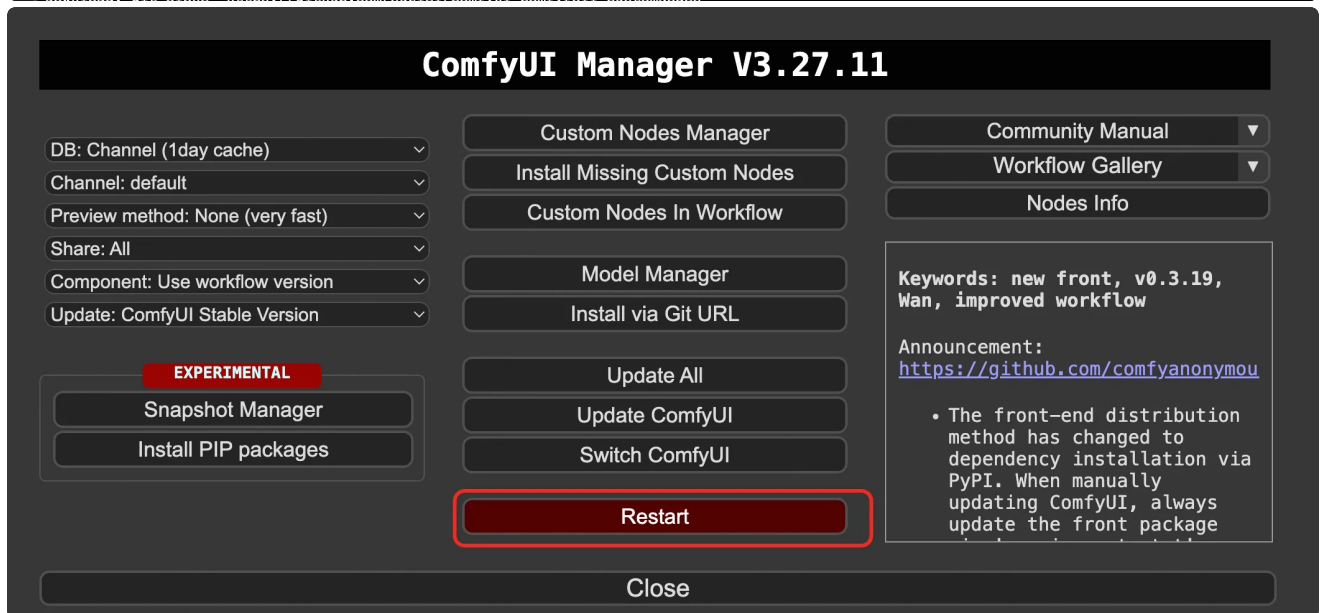 ComfyUI Manager V3.27.11
DB: Channel (1day cache)
Channel: default
Preview method: None (very fast)
Share: All
Component: Use workflow version
Update: ComfyUI Stable Version
EXPERIMENTAL
Snapshot Manager
Install PIP packages
Custom Nodes Manager
Install Missing Custom Nodes
Custom Nodes In Workflow
Model Manager
Install via Git URL
Update All
Update ComfyUI
Switch ComfyUI
Restart
Community Manual
Workflow Gallery
Nodes Info
Keywords: new front, v0.3.19,
Wan, improved workflow
Announcement:
https://github.com/comfyanonymou
• The front-end distribution
method has changed to
dependency installation via
PyPI. When manually
updating ComfyUI, always
update the front package
Close